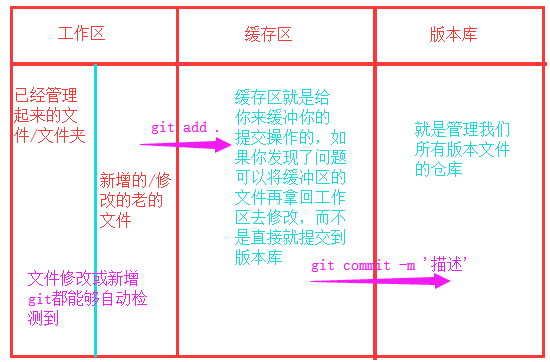 工作区
缓存区
版本库
已经管理
起来的文
件/文件夹
新增的/修
改的老的
文件
文件修改或新增
git都能够自动检
测到
git add .
缓存区就是给
你来缓冲你的
提交操作的，如
果你发现了问题
可以将缓冲区的
文件再拿回工作
区去修改，而不
是直接就提交到
版本库
git commit -m '描述'
就是管理我们
所有版本文件
的仓库